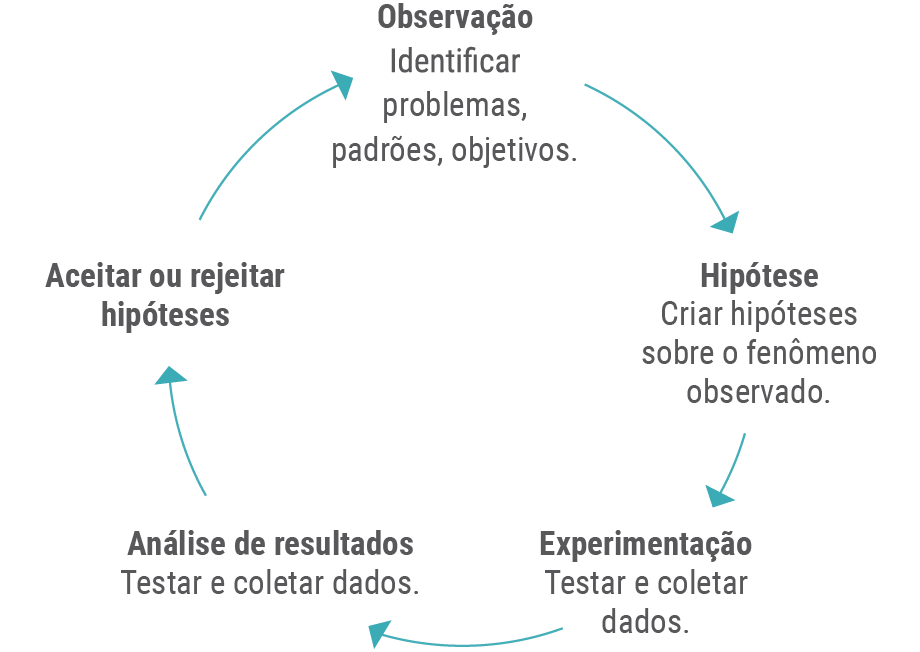 Observação
Identificar
problemas,
padrões, objetivos.
Hipótese
Criar hipóteses
sobre o fenômeno
observado.
Experimentação
Testar e coletar
dados.
Análise de resultados
Testar e coletar dados.
Aceitar ou rejeitar
hipóteses